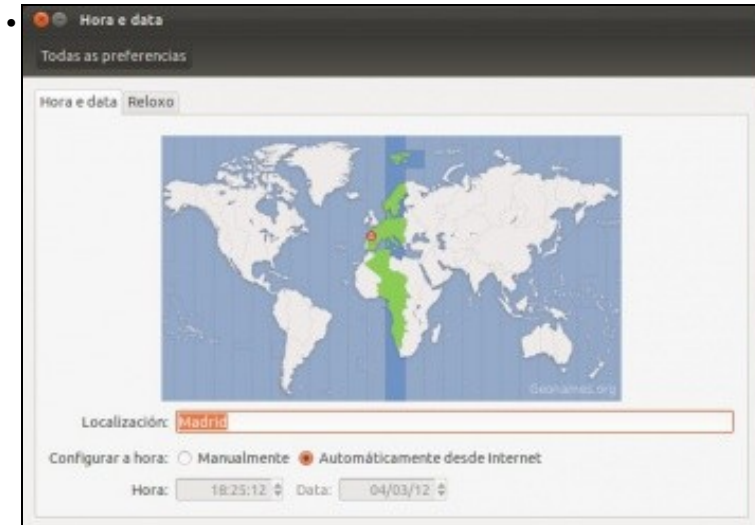 Hora e data
Todas as preferencias
Hora e data Reloxo
Geonames.org
Localización: Madrid
Configurar a hora: Manualmente Automáticamente desde Internet
Hora: 18:25:12 Data: 04/03/12